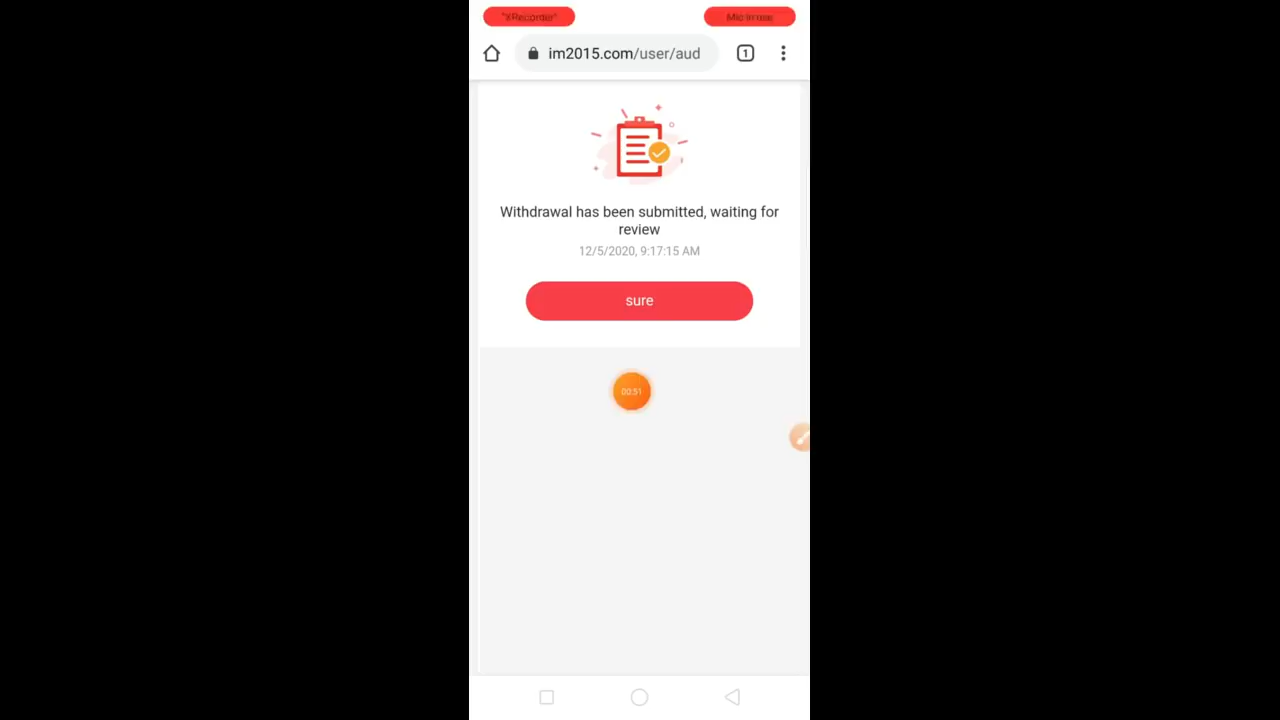 "XRecorder"
Mic in use
im2015.com/user/aud
1
Withdrawal has been submitted, waiting for
review
12/5/2020, 9:17:15 AM
sure
00:31